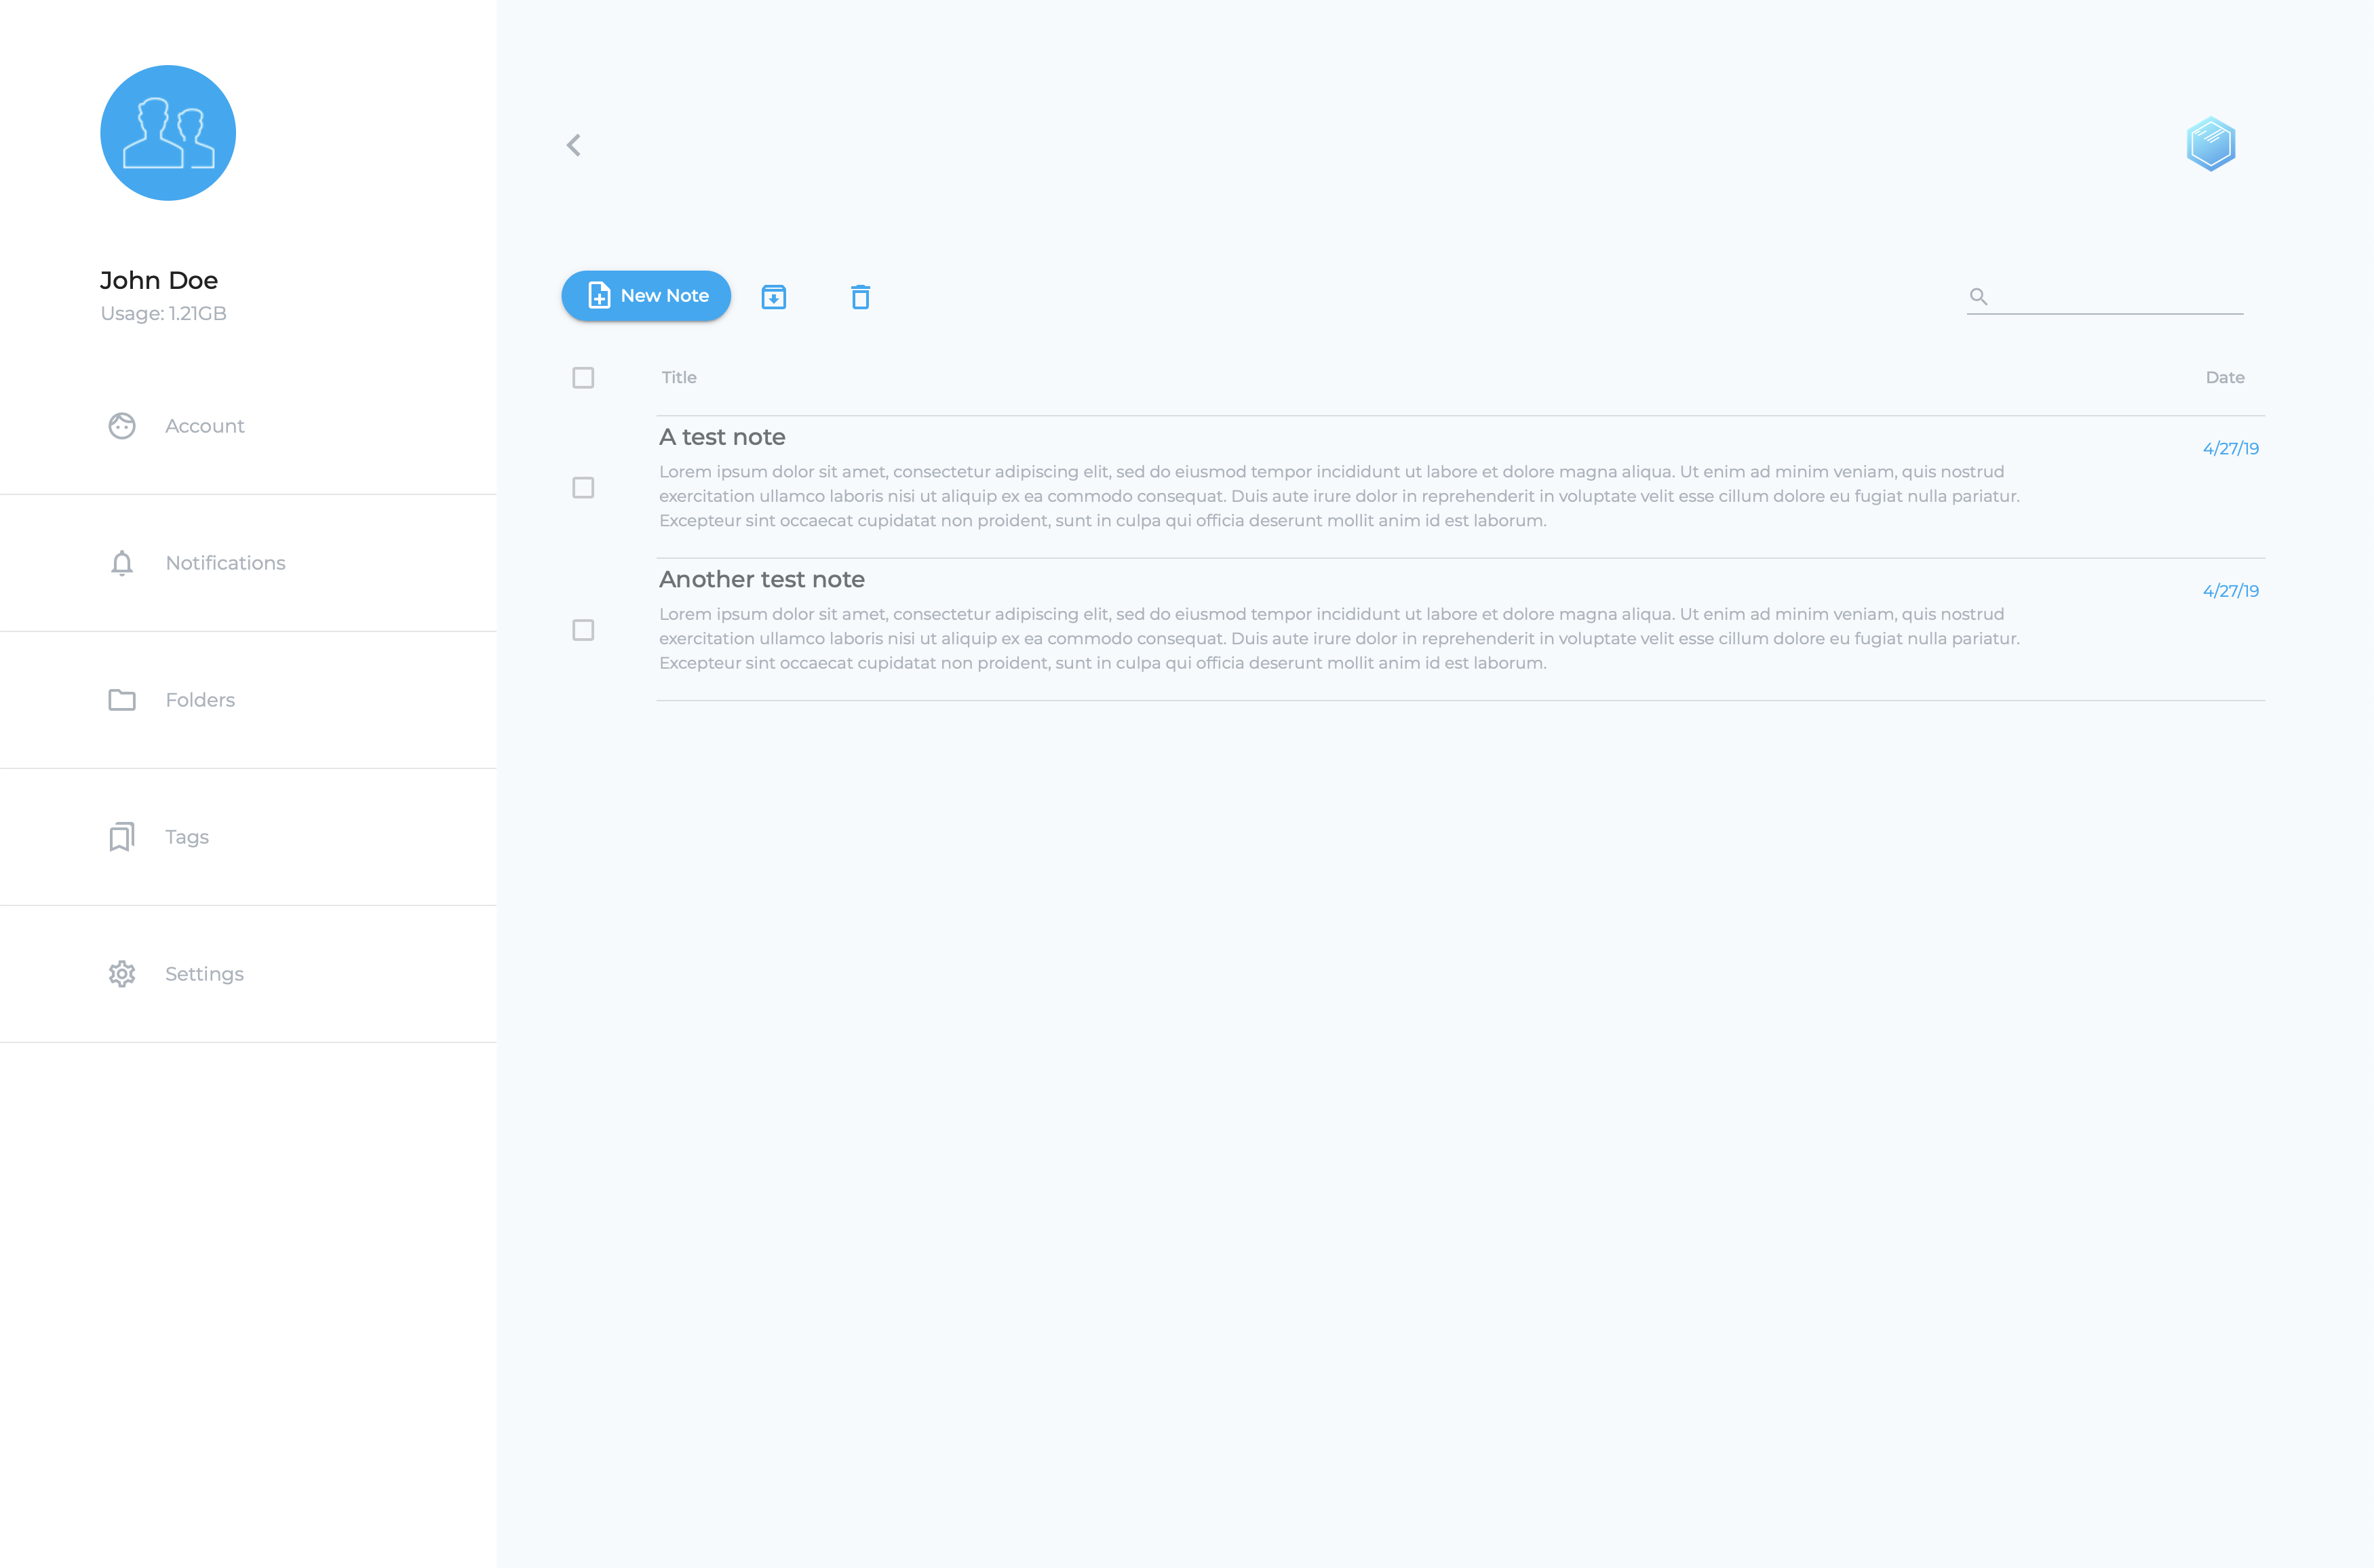 John Doe
Usage: 1.21GB
Account
Notifications
Folders
Tags
Settings
New Note
Title
Date
A test note
4/27/19
Lorem ipsum dolor sit amet, consectetur adipiscing elit, sed do eiusmod tempor incididunt ut labore et dolore magna aliqua. Ut enim ad minim veniam, quis nostrud
exercitation ullamco laboris nisi ut aliquip ex ea commodo consequat. Duis aute irure dolor in reprehenderit in voluptate velit esse cillum dolore eu fugiat nulla pariatur.
Excepteur sint occaecat cupidatat non proident, sunt in culpa qui officia deserunt mollit anim id est laborum.
Another test note
4/27/19
Lorem ipsum dolor sit amet, consectetur adipiscing elit, sed do eiusmod tempor incididunt ut labore et dolore magna aliqua. Ut enim ad minim veniam, quis nostrud
exercitation ullamco laboris nisi ut aliquip ex ea commodo consequat. Duis aute irure dolor in reprehenderit in voluptate velit esse cillum dolore eu fugiat nulla pariatur.
Excepteur sint occaecat cupidatat non proident, sunt in culpa qui officia deserunt mollit anim id est laborum.